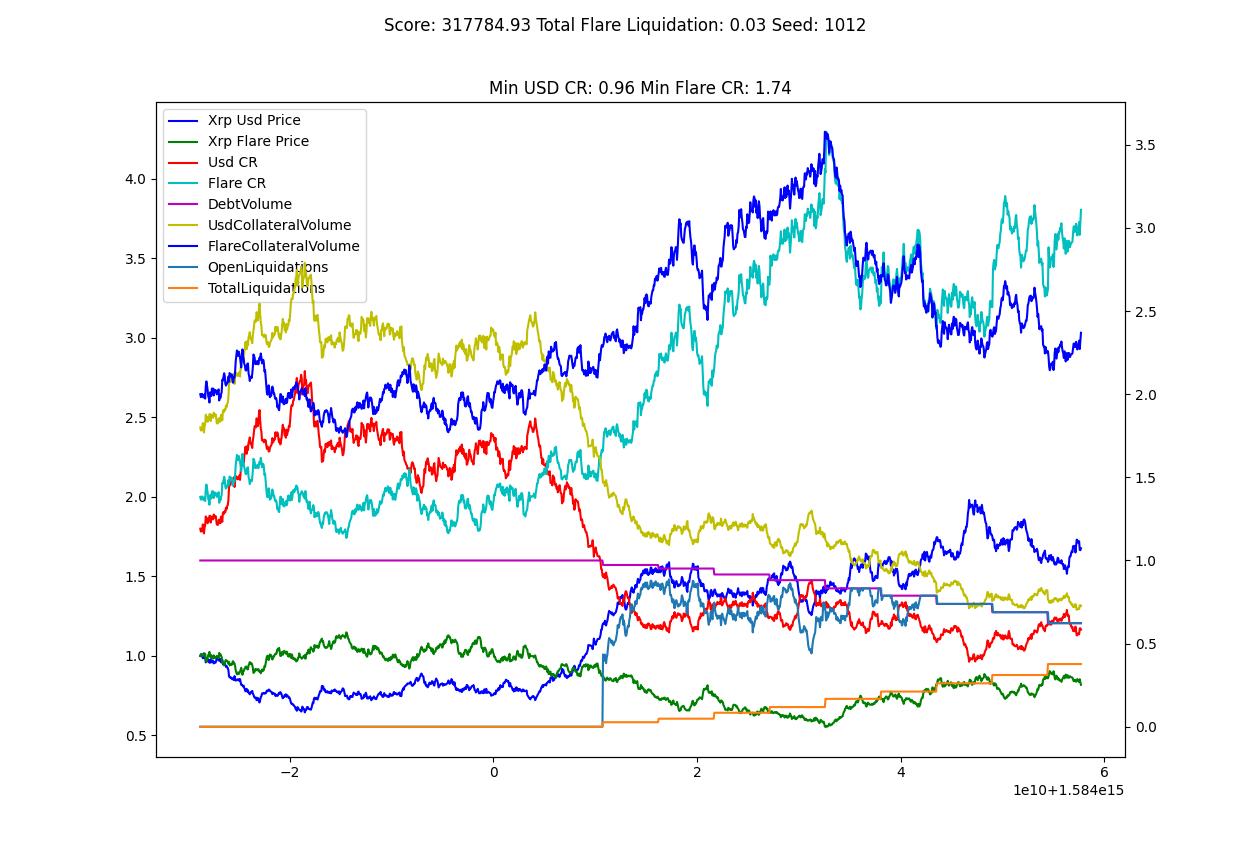 Score: 317784.93 Total Flare Liquidation: 0.03 Seed: 1012
Min USD CR: 0.96 Min Flare CR: 1.74
Xrp Usd Price
Xrp Flare Price
Usd CR
Flare CR
DebtVolume
UsdCollateralVolume
FlareCollateralVolume
OpenLiquidations
TotalLiquidations
4.0
3.5
3.0
2.5
2.0
1.5
1.0
0.5
3.5
3.0
2.5
2.0
1.5
1.0
0.5
0.0
−2 0 2 4 6
1e10+1.584e15